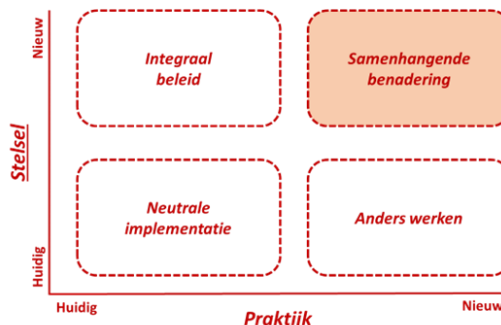 Nieuw
Integraal
beleid
Samenhangende
benadering
Stelsel
Neutrale
implementatie
Anders werken
Huidig
Huidig
Praktijk
Nieuw